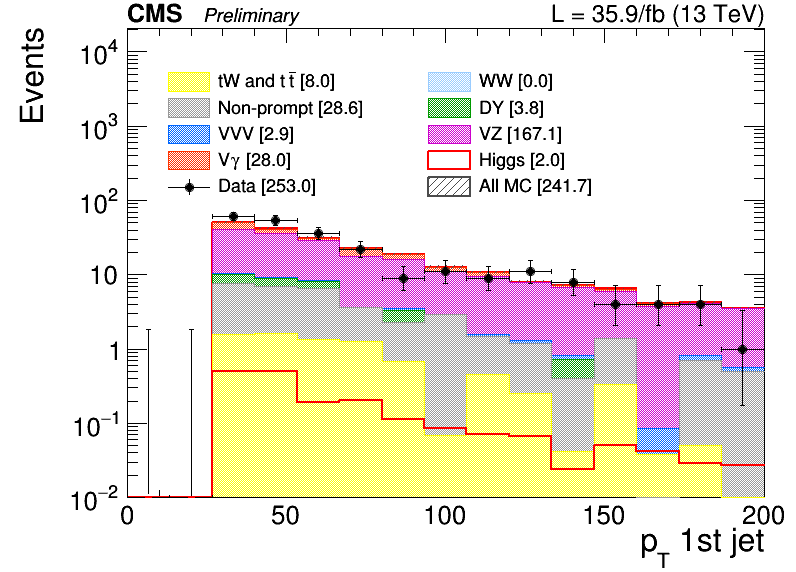 CMS Preliminary L = 35.9/fb (13 TeV)
Events
10⁴
10³
10²
10
1
10⁻¹
10⁻²
tW and tt̄ [8.0] WW [0.0]
Non-prompt [28.6] DY [3.8]
VVV [2.9] VZ [167.1]
Vγ [28.0] Higgs [2.0]
Data [253.0] All MC [241.7]
0 50 100 150 200
p_T 1st jet